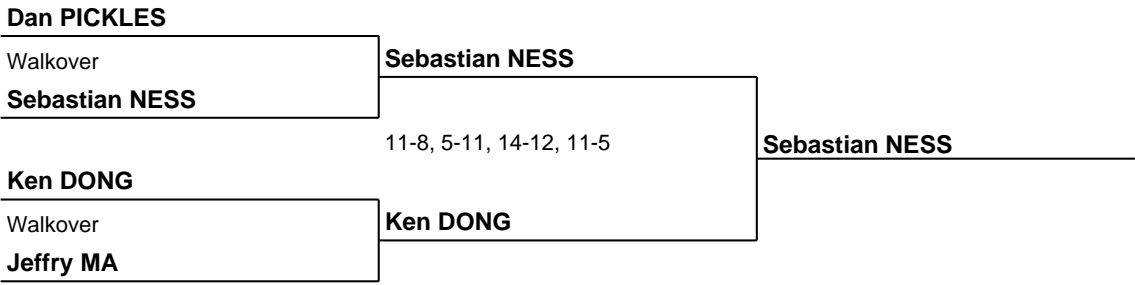 Dan PICKLES
Walkover
Sebastian NESS
Sebastian NESS
11-8, 5-11, 14-12, 11-5
Sebastian NESS
Ken DONG
Walkover
Ken DONG
Jeffry MA